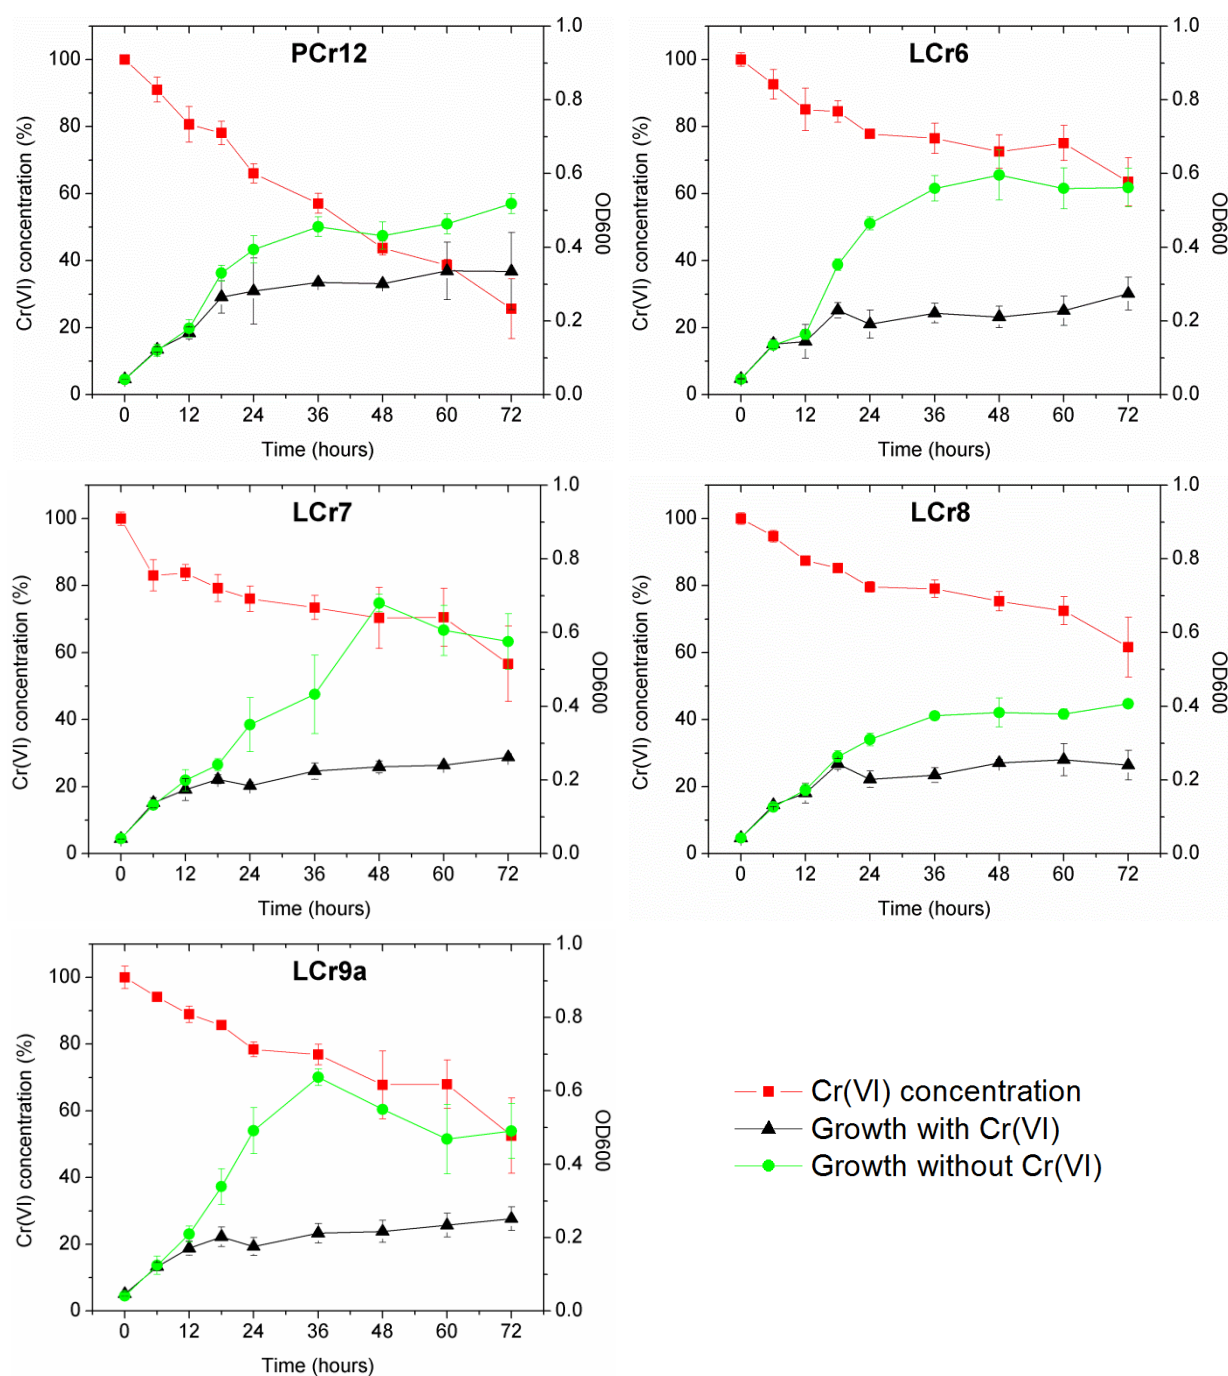 PCr12
Cr(VI) concentration (%)
100
80
60
40
20
0
1.0
0.8
0.6
0.4
0.2
0.0
OD600
0 12 24 36 48 60 72
Time (hours)
LCr6
Cr(VI) concentration (%)
100
80
60
40
20
0
1.0
0.8
0.6
0.4
0.2
0.0
OD600
0 12 24 36 48 60 72
Time (hours)
LCr7
Cr(VI) concentration (%)
100
80
60
40
20
0
1.0
0.8
0.6
0.4
0.2
0.0
OD600
0 12 24 36 48 60 72
Time (hours)
LCr8
Cr(VI) concentration (%)
100
80
60
40
20
0
1.0
0.8
0.6
0.4
0.2
0.0
OD600
0 12 24 36 48 60 72
Time (hours)
LCr9a
Cr(VI) concentration (%)
100
80
60
40
20
0
1.0
0.8
0.6
0.4
0.2
0.0
OD600
0 12 24 36 48 60 72
Time (hours)
Cr(VI) concentration
Growth with Cr(VI)
Growth without Cr(VI)